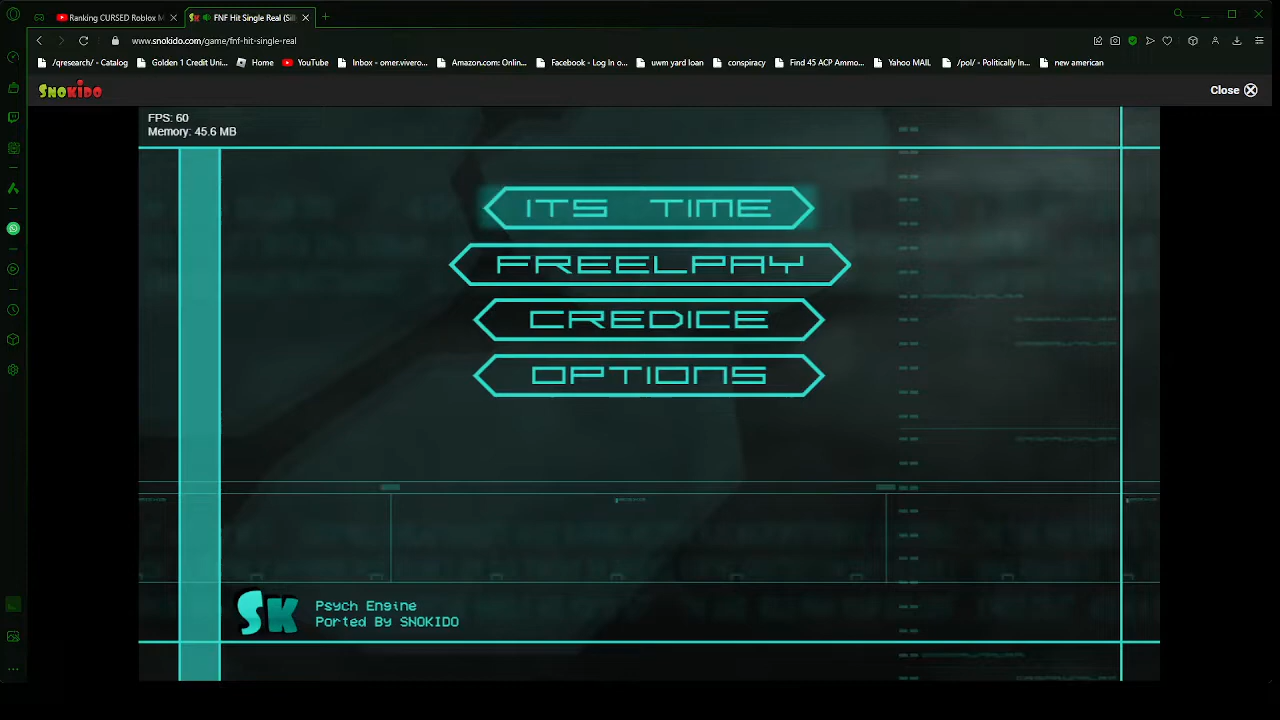 Ranking CURSED Roblox M
FNF Hit Single Real (Sil
www.snokido.com/game/fnf-hit-single-real
/qresearch/ - Catalog
Golden 1 Credit Uni...
Home
YouTube
Inbox - omer.vivero...
Amazon.com: Onlin...
Facebook - Log In o...
uwm yard loan
conspiracy
Find 45 ACP Ammo...
Yahoo MAIL
/pol/ - Politically In...
new american
SNOKIDO
Close
FPS: 60
Memory: 45.6 MB
ITS TIME
FREELPAY
CREDICE
OPTIONS
SK
Psych Engine
Ported By SNOKIDO